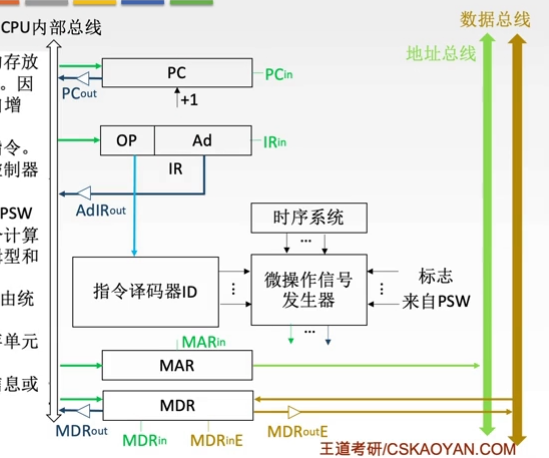 CPU内部总线
数据总线
地址总线
存放
。因
增
PC
PCin
PCout
+1
令。
制器
OP
Ad
IRin
IR
AdIRout
PSW
计算
型和
时序系统
...
由统
指令译码器ID
...
微操作信号
发生器
...
标志
来自PSW
单元
...
MARin
MAR
息或
MDR
MDRout
MDRin
MDRinE
MDRoutE
王道考研/CSKAOYAN.COM